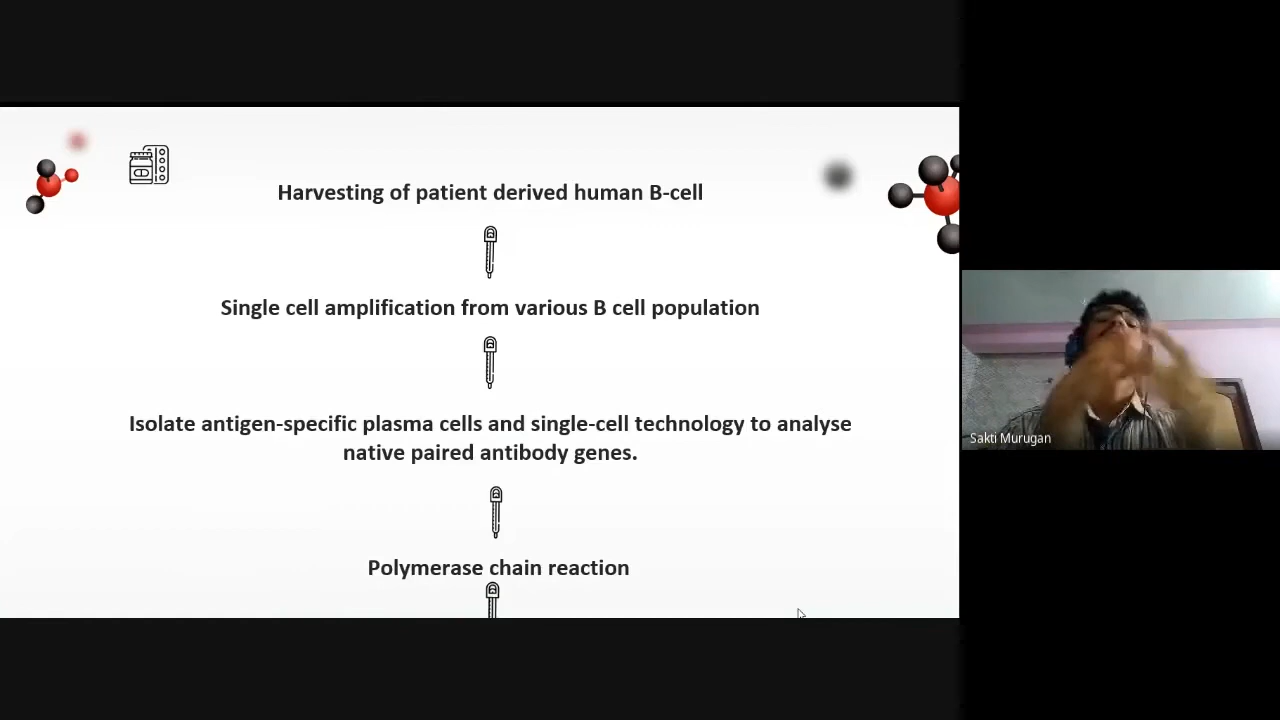 Harvesting of patient derived human B-cell
Single cell amplification from various B cell population
Isolate antigen-specific plasma cells and single-cell technology to analyse
native paired antibody genes.
Polymerase chain reaction
Sakti Murugan